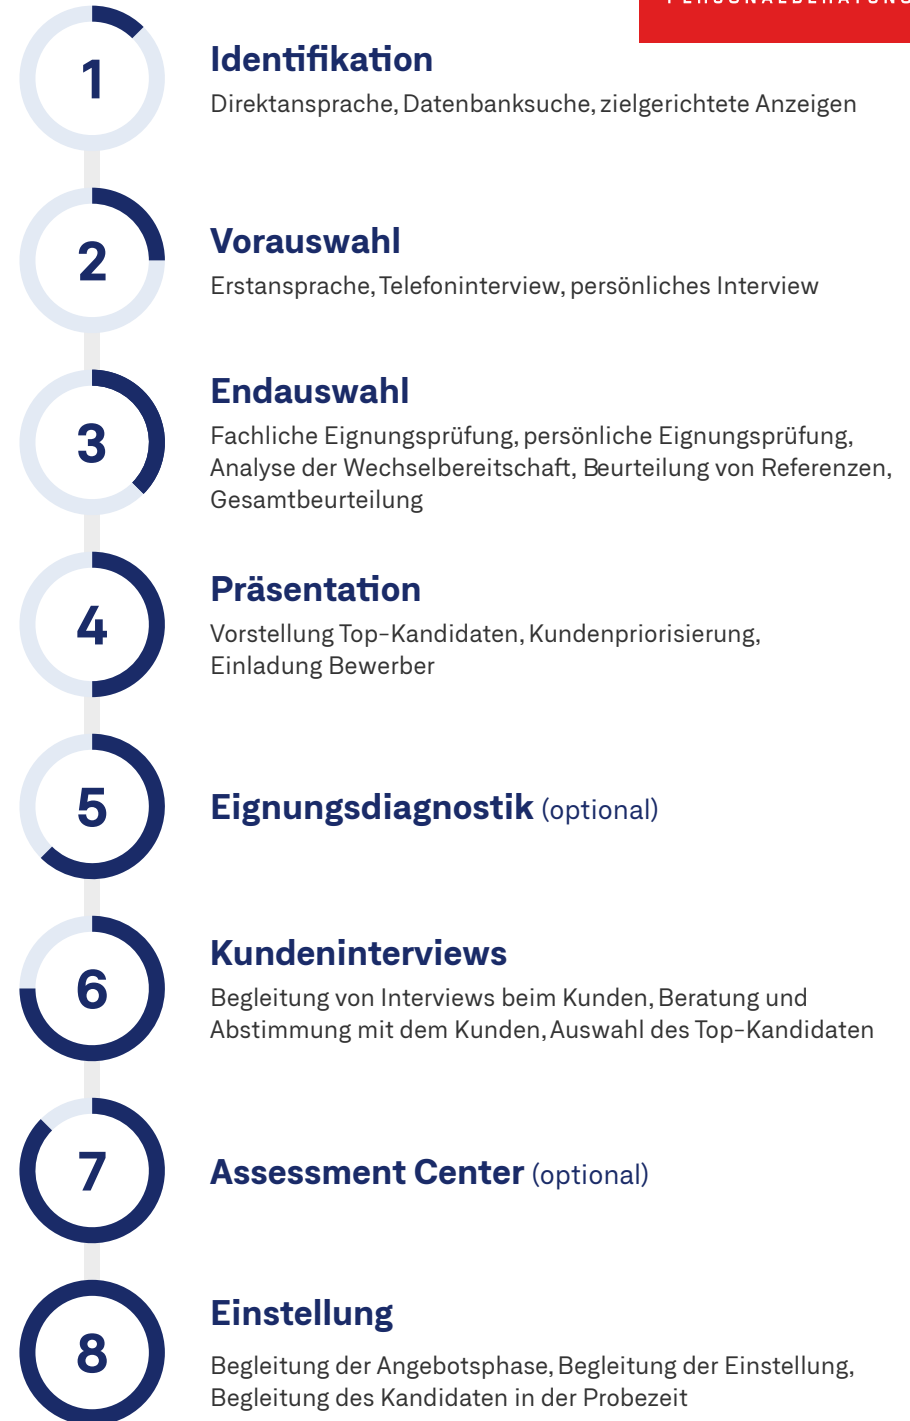 PERSONALBERATUNG
1
Identifikation
Direktansprache, Datenbanksuche, zielgerichtete Anzeigen
2
Vorauswahl
Erstansprache, Telefoninterview, persönliches Interview
3
Endauswahl
Fachliche Eignungsprüfung, persönliche Eignungsprüfung,
Analyse der Wechselbereitschaft, Beurteilung von Referenzen,
Gesamtbeurteilung
4
Präsentation
Vorstellung Top-Kandidaten, Kundenpriorisierung,
Einladung Bewerber
5
Eignungsdiagnostik (optional)
6
Kundeninterviews
Begleitung von Interviews beim Kunden, Beratung und
Abstimmung mit dem Kunden, Auswahl des Top-Kandidaten
7
Assessment Center (optional)
8
Einstellung
Begleitung der Angebotsphase, Begleitung der Einstellung,
Begleitung des Kandidaten in der Probezeit